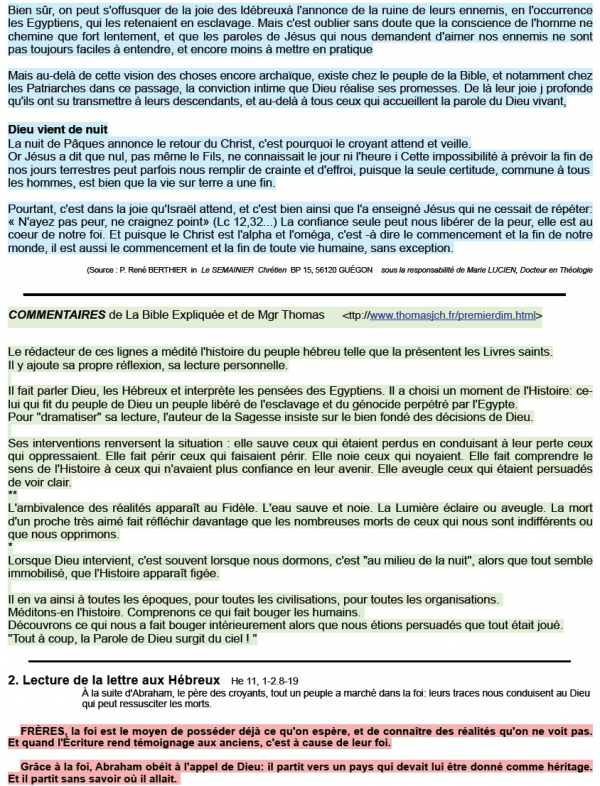 Bien sûr, on peut s'offusquer de la joie des Idébreuxà l'annonce de la ruine de leurs ennemis, en l'occurrence
les Egyptiens, qui les retenaient en esclavage. Mais c'est oublier sans doute que la conscience de l'homme ne
chemine que fort lentement, et que les paroles de Jésus qui nous demandent d'aimer nos ennemis ne sont
pas toujours faciles à entendre, et encore moins à mettre en pratique
Mais au-delà de cette vision des choses encore archaïque, existe chez le peuple de la Bible, et notamment chez
les Patriarches dans ce passage, la conviction intime que Dieu réalise ses promesses. De là leur joie j profonde
qu'ils ont su transmettre à leurs descendants, et au-delà à tous ceux qui accueillent la parole du Dieu vivant,
Dieu vient de nuit
La nuit de Pâques annonce le retour du Christ, c'est pourquoi le croyant attend et veille.
Or Jésus a dit que nul, pas même le Fils, ne connaissait le jour ni l'heure i Cette impossibilité à prévoir la fin de
nos jours terrestres peut parfois nous remplir de crainte et d'effroi, puisque la seule certitude, commune à tous
les hommes, est bien que la vie sur terre a une fin.
Pourtant, c'est dans la joie qu'Israël attend, et c'est bien ainsi que l'a enseigné Jésus qui ne cessait de répéter:
« N'ayez pas peur, ne craignez point» (Lc 12,32...) La confiance seule peut nous libérer de la peur, elle est au
coeur de notre foi. Et puisque le Christ est l'alpha et l'oméga, c'est -à dire le commencement et la fin de notre
monde, il est aussi le commencement et la fin de toute vie humaine, sans exception.
(Source : P. René BERTHIER in Le SEMAINIER Chrétien BP 15, 56120 GUÉGON sous la responsabilité de Marie LUCIEN, Docteur en Théologie
COMMENTAIRES de La Bible Expliquée et de Mgr Thomas <ttp://www.thomasjch.fr/premierdim.html>
Le rédacteur de ces lignes a médité l'histoire du peuple hébreu telle que la présentent les Livres saints.
Il y ajoute sa propre réflexion, sa lecture personnelle.
Il fait parler Dieu, les Hébreux et interprète les pensées des Egyptiens. Il a choisi un moment de l'Histoire: ce-
lui qui fit du peuple de Dieu un peuple libéré de l'esclavage et du génocide perpétré par l'Egypte.
Pour "dramatiser" sa lecture, l'auteur de la Sagesse insiste sur le bien fondé des décisions de Dieu.
Ses interventions renversent la situation : elle sauve ceux qui étaient perdus en conduisant à leur perte ceux
qui oppressaient. Elle fait périr ceux qui faisaient périr. Elle noie ceux qui noyaient. Elle fait comprendre le
sens de l'Histoire à ceux qui n'avaient plus confiance en leur avenir. Elle aveugle ceux qui étaient persuadés
de voir clair.
**
L'ambivalence des réalités apparaît au Fidèle. L'eau sauve et noie. La Lumière éclaire ou aveugle. La mort
d'un proche très aimé fait réfléchir davantage que les nombreuses morts de ceux qui nous sont indifférents ou
que nous opprimons.
*
Lorsque Dieu intervient, c'est souvent lorsque nous dormons, c'est "au milieu de la nuit", alors que tout semble
immobilisé, que l'Histoire apparaît figée.
Il en va ainsi à toutes les époques, pour toutes les civilisations, pour toutes les organisations.
Méditons-en l'histoire. Comprenons ce qui fait bouger les humains.
Découvrons ce qui nous a fait bouger intérieurement alors que nous étions persuadés que tout était joué.
"Tout à coup, la Parole de Dieu surgit du ciel ! "
2. Lecture de la lettre aux Hébreux He 11, 1-2.8-19
À la suite d'Abraham, le père des croyants, tout un peuple a marché dans la foi: leurs traces nous conduisent au Dieu
qui peut ressusciter les morts.
FRÈRES, la foi est le moyen de posséder déjà ce qu'on espère, et de connaître des réalités qu'on ne voit pas.
Et quand l'Écriture rend témoignage aux anciens, c'est à cause de leur foi.
Grâce à la foi, Abraham obéit à l'appel de Dieu: il partit vers un pays qui devait lui être donné comme héritage.
Et il partit sans savoir où il allait.